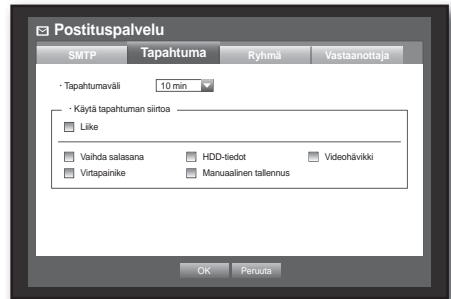 Postituspalvelu
SMTP Tapahtuma Ryhmä Vastaanottaja
· Tapahtumaväli 10 min
· Käytä tapahtuman siirtoa
Liike
Vaihda salasana HDD-tiedot Videohävikki
Virtapainike Manuaalinen tallennus
OK Peruuta